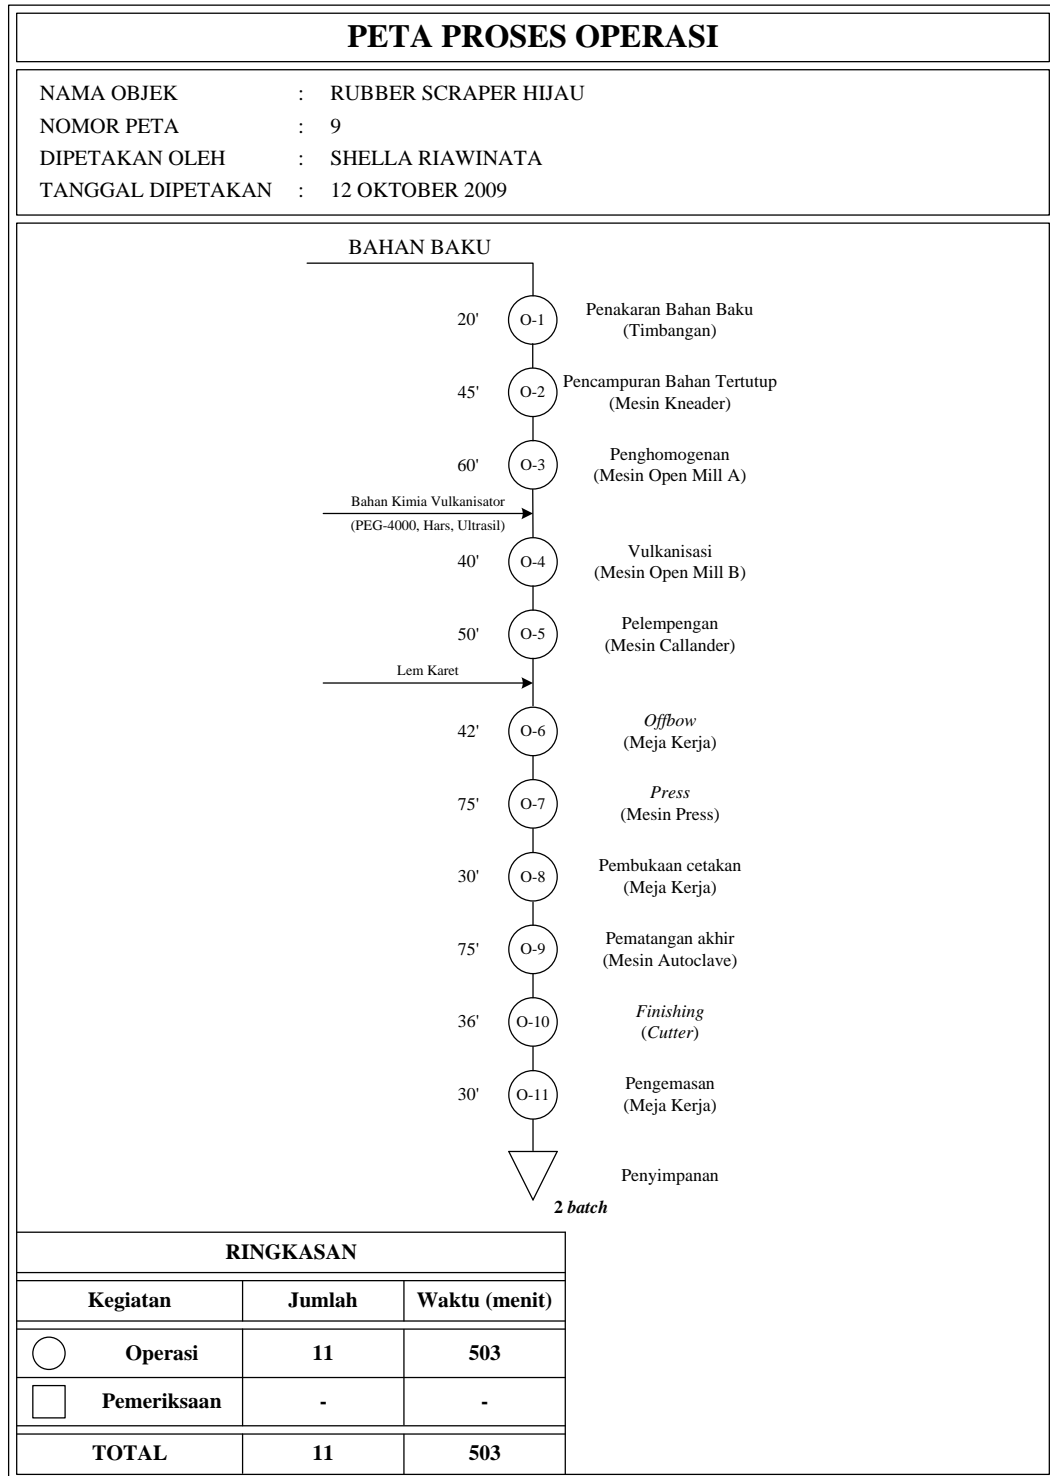 PETA PROSES OPERASI
NAMA OBJEK : RUBBER SCRAPER HIJAU
NOMOR PETA : 9
DIPETAKAN OLEH : SHELLA RIAWINATA
TANGGAL DIPETAKAN : 12 OKTOBER 2009
BAHAN BAKU
20' O-1 Penakaran Bahan Baku
(Timbangan)
45' O-2 Pencampuran Bahan Tertutup
(Mesin Kneader)
60' O-3 Penghomogenan
(Mesin Open Mill A)
Bahan Kimia Vulkanisator
(PEG-4000, Hars, Ultrasil)
40' O-4 Vulkanisasi
(Mesin Open Mill B)
50' O-5 Pelempengan
(Mesin Callander)
Lem Karet
42' O-6 Offbow
(Meja Kerja)
75' O-7 Press
(Mesin Press)
30' O-8 Pembukaan cetakan
(Meja Kerja)
75' O-9 Pematangan akhir
(Mesin Autoclave)
36' O-10 Finishing
(Cutter)
30' O-11 Pengemasan
(Meja Kerja)
Penyimpanan
2 batch
RINGKASAN
Kegiatan Jumlah Waktu (menit)
Operasi 11 503
Pemeriksaan - -
TOTAL 11 503